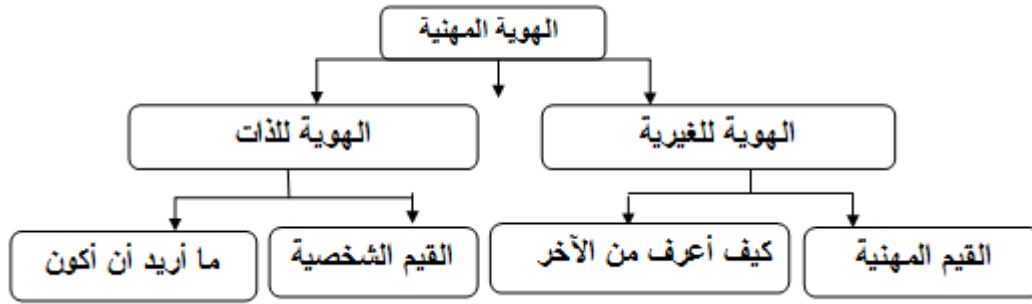 الهوية المهنية
الهوية للغيرية
الهوية للذات
القيم المهنية
كيف أعرف من الآخر
القيم الشخصية
ما أريد أن أكون